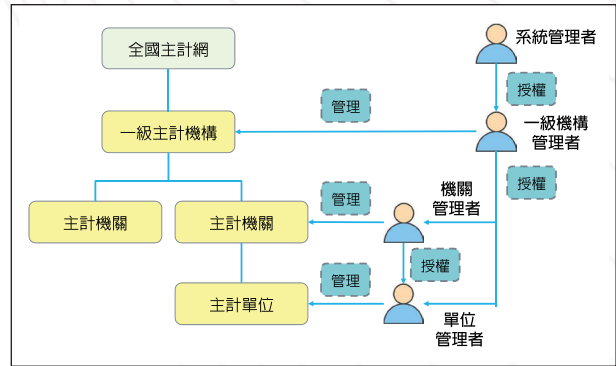 全國主計網
系統管理者
授權
管理
一級主計機構
一級機構
管理者
授權
機關
管理者
管理
主計機關
主計機關
授權
管理
主計單位
單位
管理者